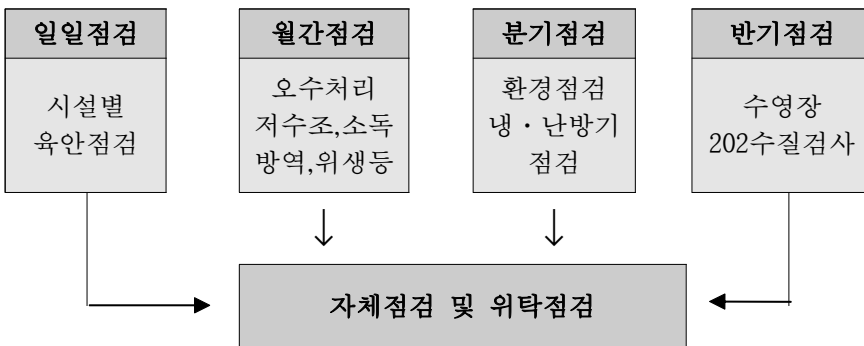 일일점검
시설별
육안점검
월간점검
오수처리
저수조,소독
방역,위생등
분기점검
환경점검
냉・난방기
점검
반기점검
수영장
202수질검사
자체점검 및 위탁점검